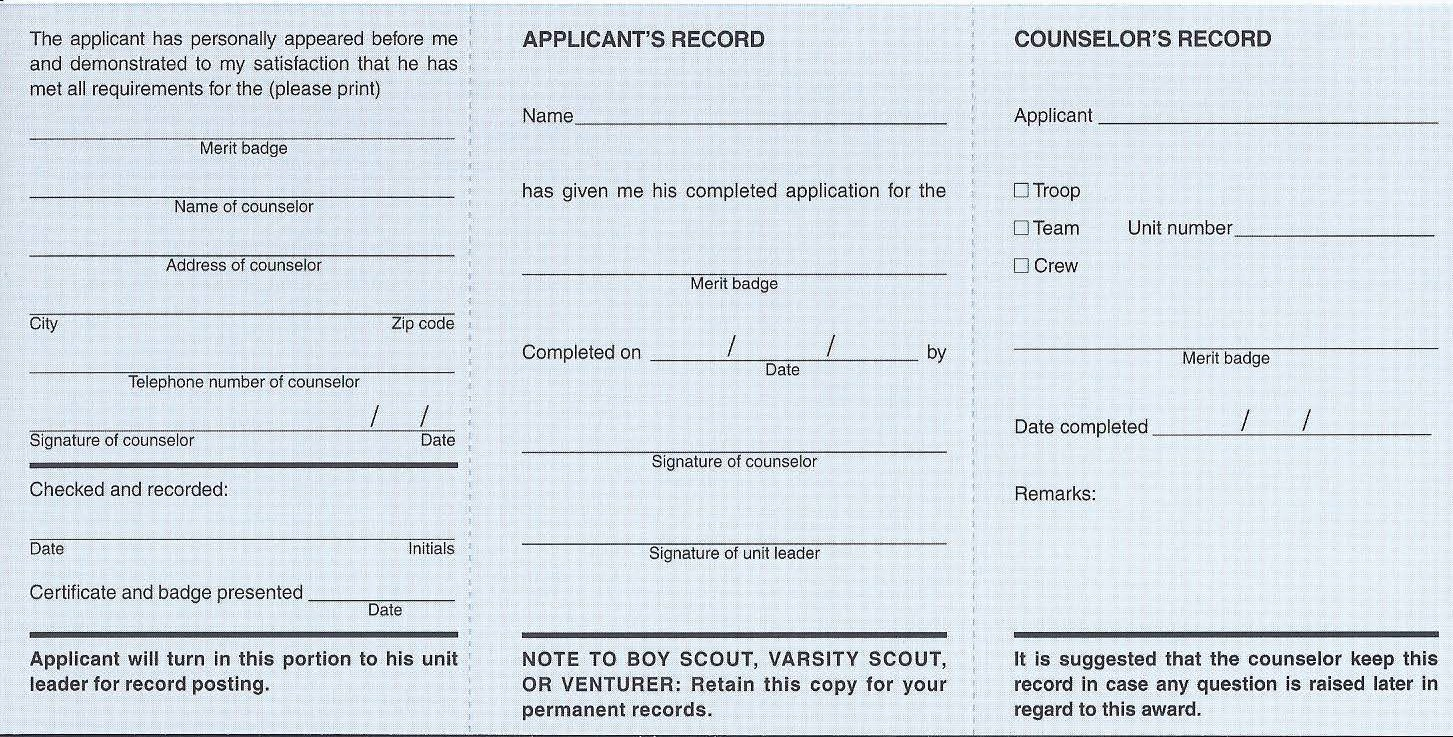 The applicant has personally appeared before me
and demonstrated to my satisfaction that he has
met all requirements for the (please print)
Merit badge
Name of counselor
Address of counselor
City Zip code
Telephone number of counselor
/ /
Signature of counselor Date
Checked and recorded:
Date Initials
Certificate and badge presented
Date
Applicant will turn in this portion to his unit
leader for record posting.
APPLICANT'S RECORD
Name
has given me his completed application for the
Merit badge
Completed on / / by
Date
Signature of counselor
Signature of unit leader
NOTE TO BOY SCOUT, VARSITY SCOUT,
OR VENTURER: Retain this copy for your
permanent records.
COUNSELOR'S RECORD
Applicant
Troop
Team Unit number
Crew
Merit badge
Date completed / /
Remarks:
It is suggested that the counselor keep this
record in case any question is raised later in
regard to this award.